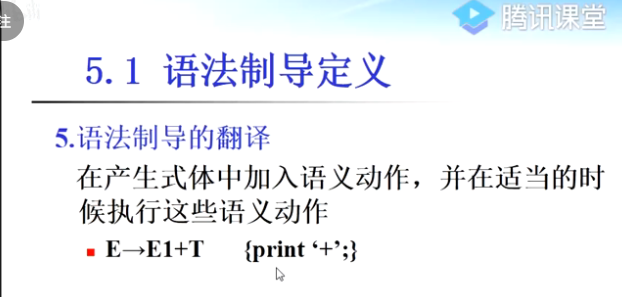 注
腾讯课堂
5.1 语法制导定义
5.语法制导的翻译
在产生式体中加入语义动作，并在适当的时
候执行这些语义动作
E→E1+T {print ‘+’;}